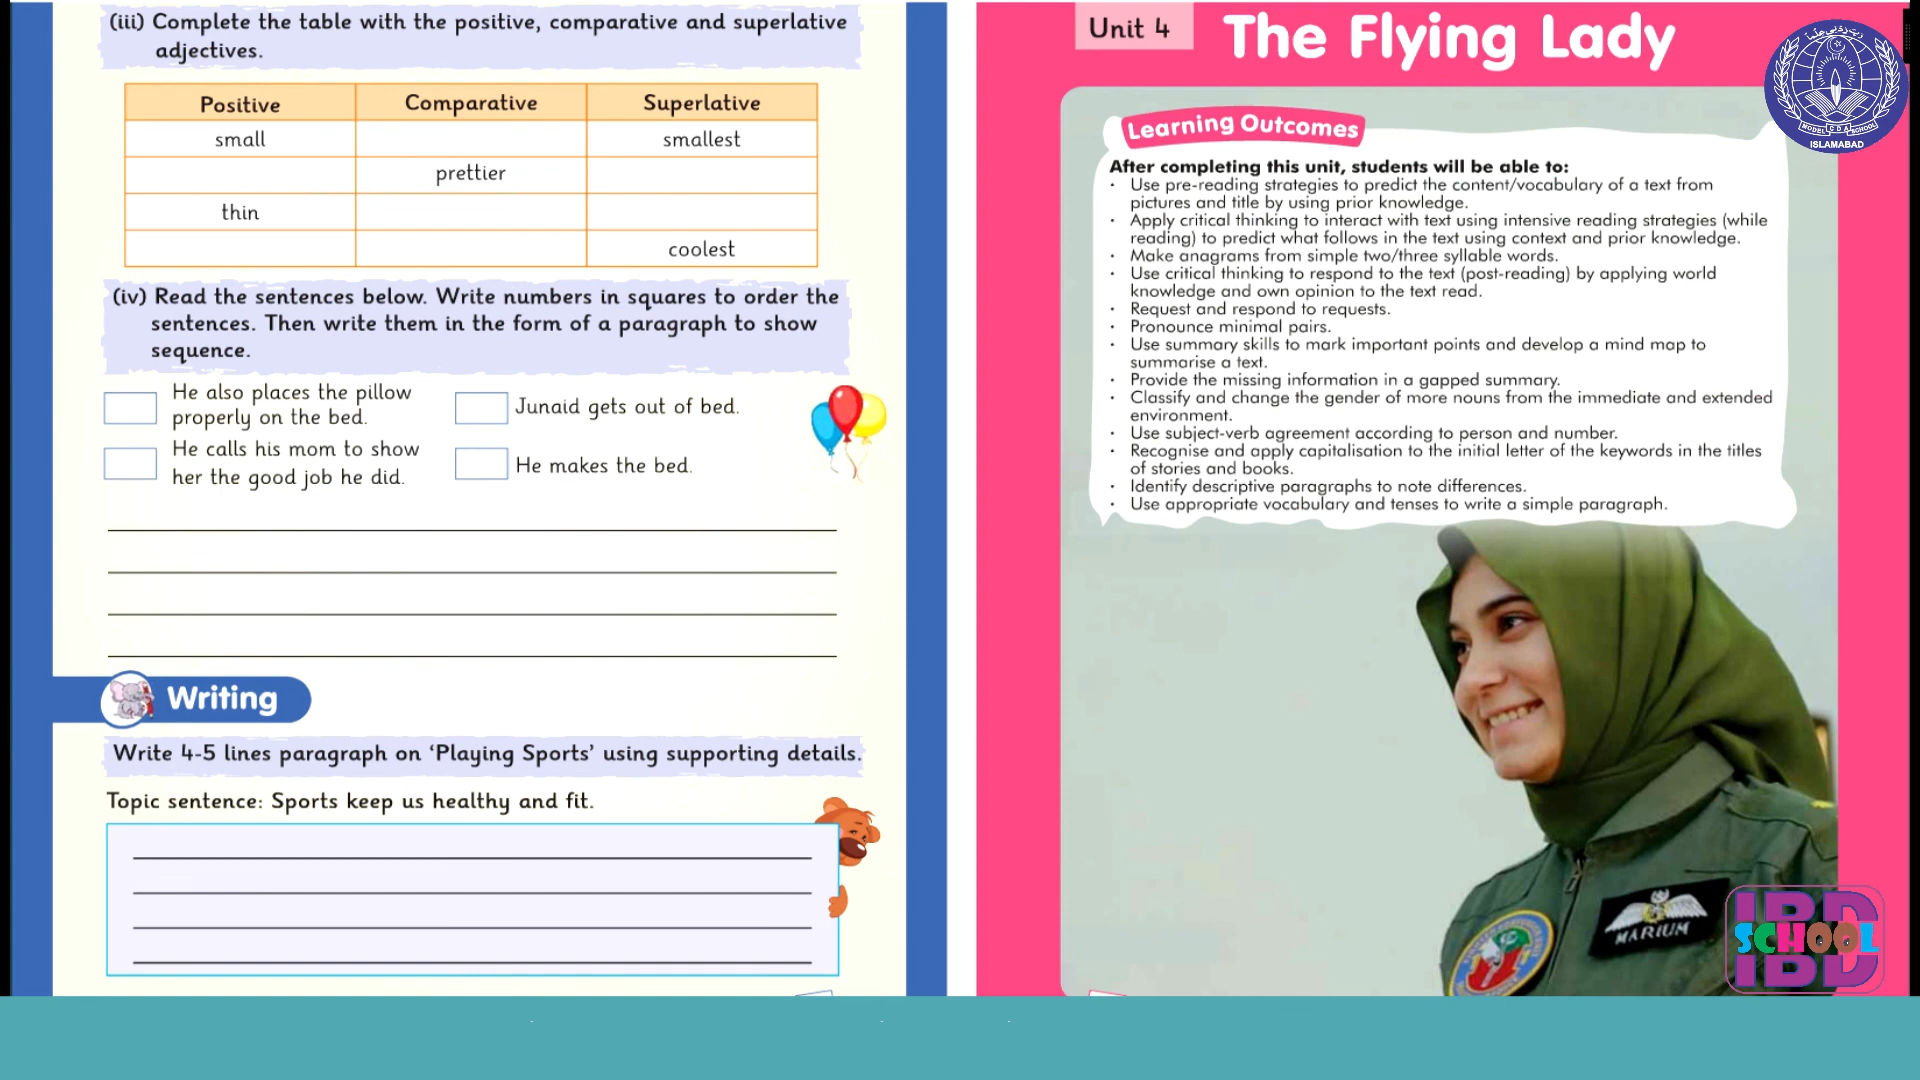 (iii) Complete the table with the positive, comparative and superlative
adjectives.
Positive Comparative Superlative
small smallest
prettier
thin
coolest
(iv) Read the sentences below. Write numbers in squares to order the
sentences. Then write them in the form of a paragraph to show
sequence.
He also places the pillow
properly on the bed.
Junaid gets out of bed.
He calls his mom to show
her the good job he did.
He makes the bed.
Writing
Write 4-5 lines paragraph on ‘Playing Sports’ using supporting details.
Topic sentence: Sports keep us healthy and fit.
Unit 4
The Flying Lady
Learning Outcomes
After completing this unit, students will be able to:
· Use pre-reading strategies to predict the content/vocabulary of a text from
pictures and title by using prior knowledge.
· Apply critical thinking to interact with text using intensive reading strategies (while
reading) to predict what follows in the text using context and prior knowledge.
· Make anagrams from simple two/three syllable words.
· Use critical thinking to respond to the text (post-reading) by applying world
knowledge and own opinion to the text read.
· Request and respond to requests.
· Pronounce minimal pairs.
· Use summary skills to mark important points and develop a mind map to
summarise a text.
· Provide the missing information in a gapped summary.
· Classify and change the gender of more nouns from the immediate and extended
environment.
· Use subject-verb agreement according to person and number.
· Recognise and apply capitalisation to the initial letter of the keywords in the titles
of stories and books.
· Identify descriptive paragraphs to note differences.
· Use appropriate vocabulary and tenses to write a simple paragraph.
MODEL CDA SCHOOL
ISLAMABAD
MARIUM
IBD
SCHOOL
IBD